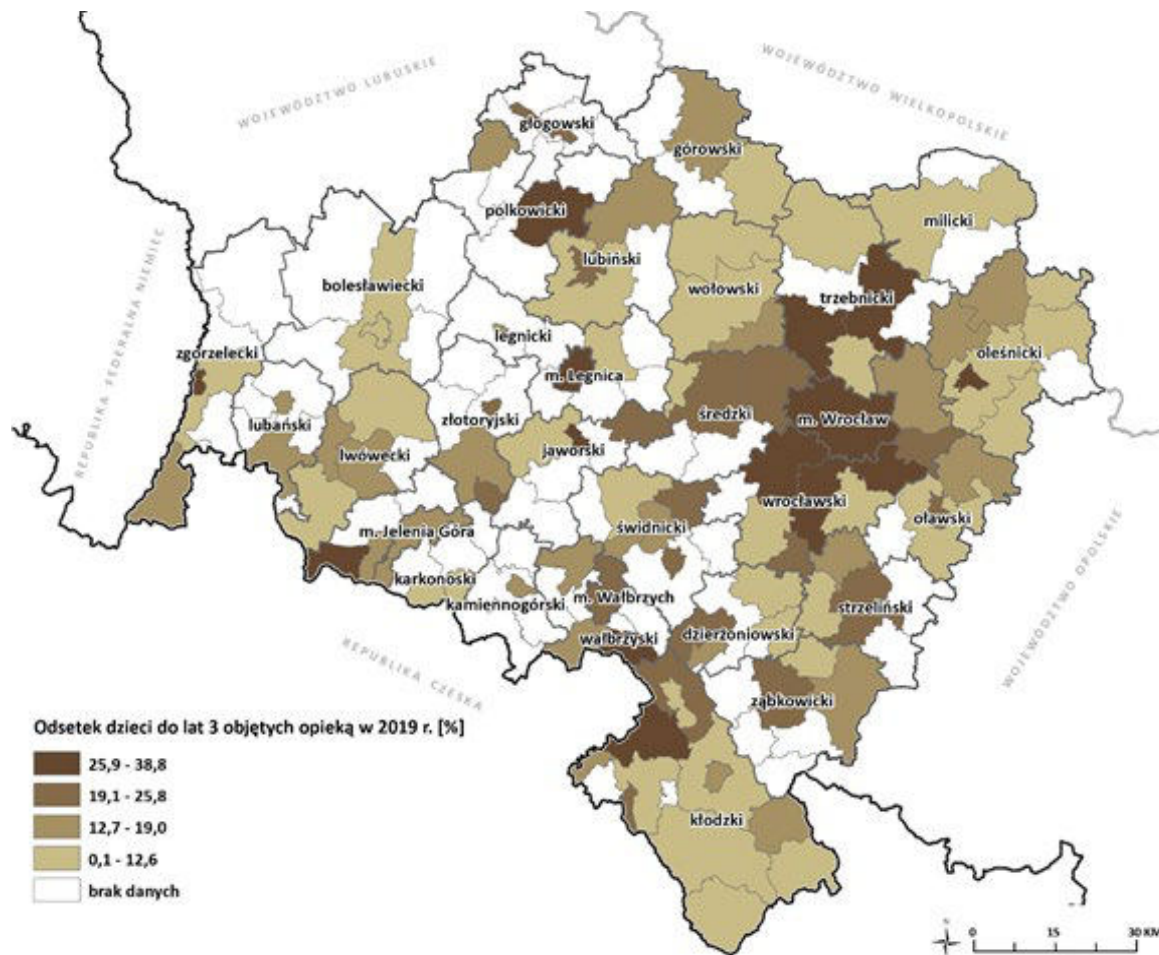 WOJEWÓDZTWO LUBUSKIE
WOJEWÓDZTWO WIELKOPOLSKIE
głogowski
górowski
REPUBLIKA FEDERALNA NIEMIEC
polkowicki
milicki
lubiński
bolesławiecki
wołowski
trzebnicki
zgorzelecki
legnicki
oleśnicki
m. Legnica
lubański
złotoryjski
średzki
m. Wrocław
lwówecki
jaworski
wrocławski
m. Jelenia Góra
świdnicki
oławski
karkonoski
kamiennogórski
m. Wałbrzych
strzeliński
wałbrzyski
dzierżoniowski
REPUBLIKA CZESKA
WOJEWÓDZTWO OPOLSKIE
ząbkowicki
kłodzki
Odsetek dzieci do lat 3 objętych opieką w 2019 r. [%]
25,9 - 38,8
19,1 - 25,8
12,7 - 19,0
0,1 - 12,6
brak danych
0 15 30 KM